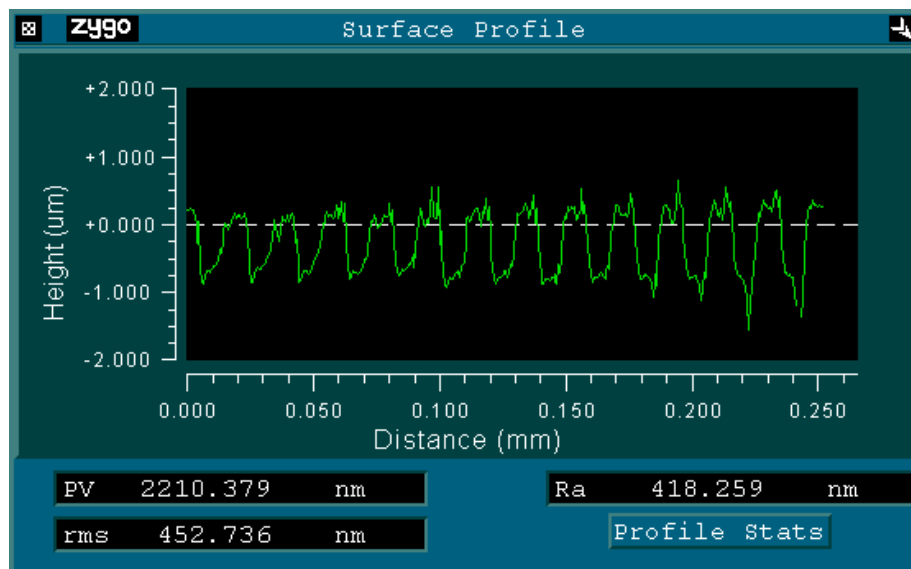 zygo Surface Profile
+2.000
+1.000
+0.000
-1.000
-2.000
Height (um)
0.000 0.050 0.100 0.150 0.200 0.250
Distance (mm)
PV 2210.379 nm Ra 418.259 nm
rms 452.736 nm Profile Stats